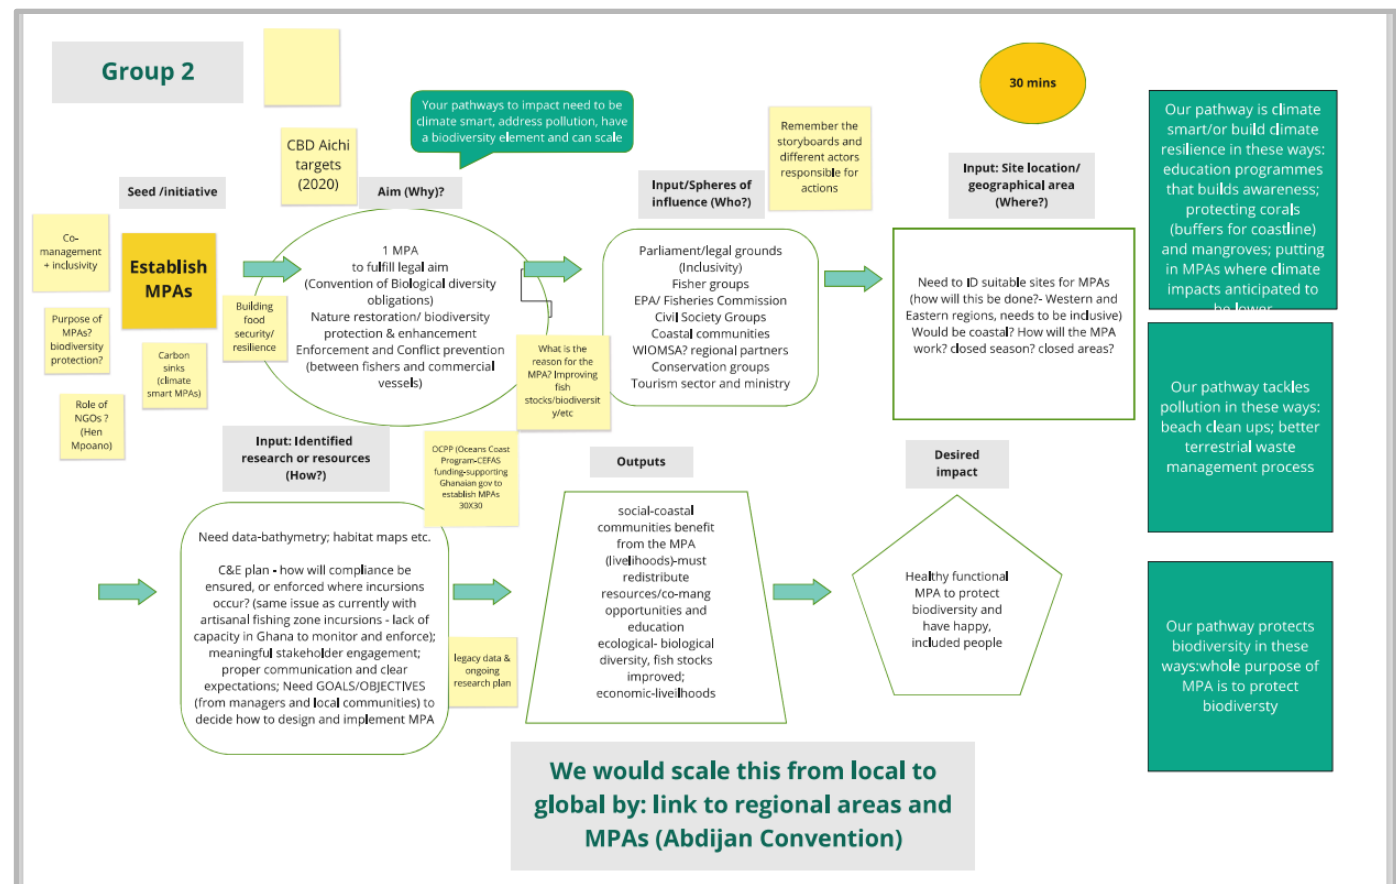 Group 2
30 mins
Your pathways to impact need to be
climate smart, address pollution, have
a biodiversity element and can scale
CBD Aichi
targets
(2020)
Remember the
storyboards and
different actors
responsible for
actions
Seed /initiative
Co-
management
+ inclusivity
Establish
MPAs
Purpose of
MPAs?
biodiversity
protection?
Carbon
sinks
(climate
smart MPAs)
Role of
NGOs ?
(Hen
Mpoano)
Building
food
security/
resilience
Aim (Why)?
1 MPA
to fulfill legal aim
(Convention of Biological diversity
obligations)
Nature restoration/ biodiversity
protection & enhancement
Enforcement and Conflict prevention
(between fishers and commercial
vessels)
What is the
reason for the
MPA? Improving
fish
stocks/biodiversit
y/etc
Input/Spheres of
influence (Who?)
Parliament/legal grounds
(Inclusivity)
Fisher groups
EPA/ Fisheries Commission
Civil Society Groups
Coastal communities
WIOMSA? regional partners
Conservation groups
Tourism sector and ministry
Input: Site location/
geographical area
(Where?)
Need to ID suitable sites for MPAs
(how will this be done?- Western and
Eastern regions, needs to be inclusive)
Would be coastal? How will the MPA
work? closed season? closed areas?
Input: Identified
research or resources
(How?)
OCPP (Oceans Coast
Program-CEFAS
funding-supporting
Ghanaian gov to
establish MPAs
30X30
Need data-bathymetry; habitat maps etc.
C&E plan - how will compliance be
ensured, or enforced where incursions
occur? (same issue as currently with
artisanal fishing zone incursions - lack of
capacity in Ghana to monitor and enforce);
meaningful stakeholder engagement;
proper communication and clear
expectations; Need GOALS/OBJECTIVES
(from managers and local communities) to
decide how to design and implement MPA
legacy data &
ongoing
research plan
Outputs
social-coastal
communities benefit
from the MPA
(livelihoods)-must
redistribute
resources/co-mang
opportunities and
education
ecological- biological
diversity, fish stocks
improved;
economic-liveilhoods
Desired
impact
Healthy functional
MPA to protect
biodiversity and
have happy,
included people
Our pathway is climate
smart/or build climate
resilience in these ways:
education programmes
that builds awareness;
protecting corals
(buffers for coastline)
and mangroves; putting
in MPAs where climate
impacts anticipated to
be lower
Our pathway tackles
pollution in these ways:
beach clean ups; better
terrestrial waste
management process
Our pathway protects
biodiversity in these
ways:whole purpose of
MPA is to protect
biodiversty
We would scale this from local to
global by: link to regional areas and
MPAs (Abdijan Convention)